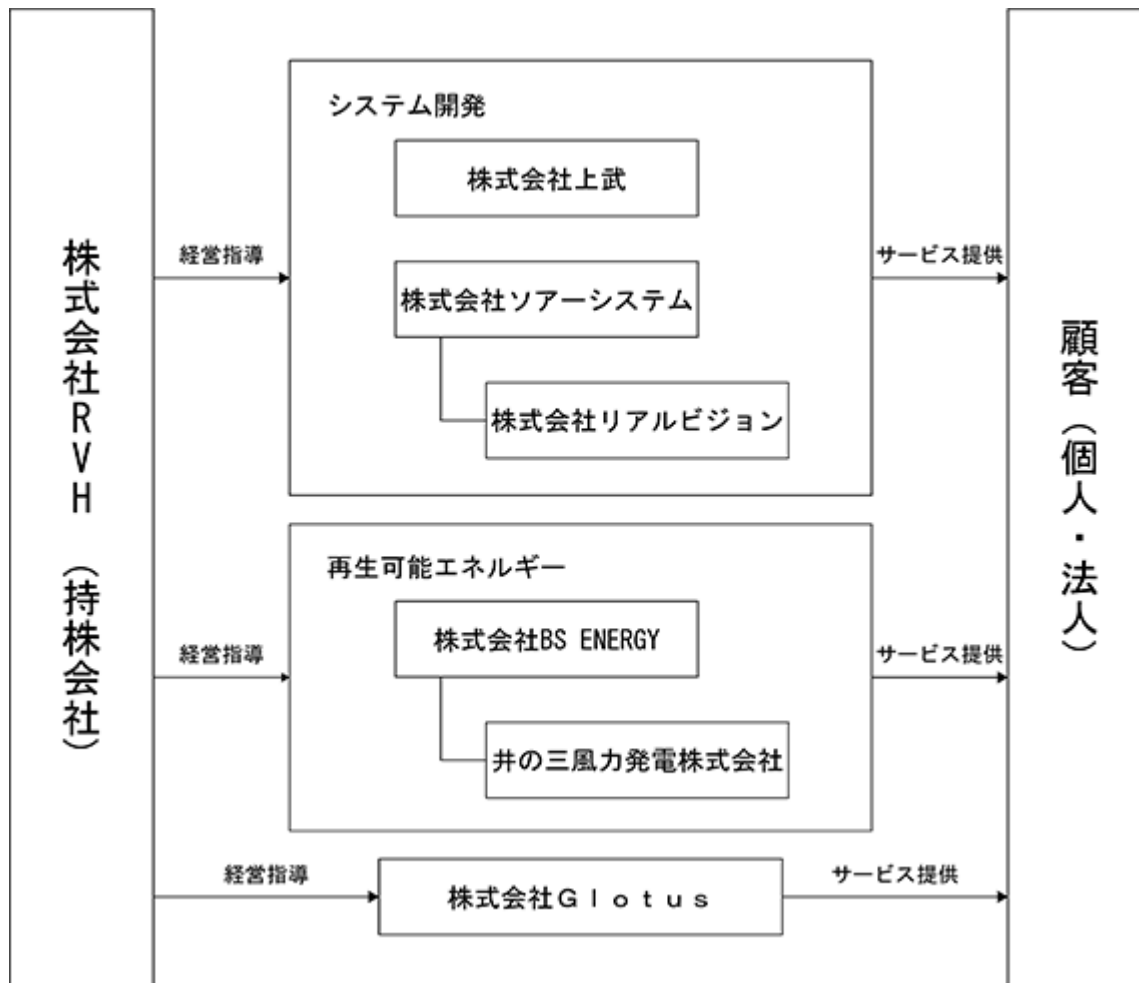 株式会社RVH （持株会社）
システム開発
株式会社上武
経営指導
サービス提供
株式会社ソアーシステム
株式会社リアルビジョン
再生可能エネルギー
株式会社BS ENERGY
経営指導
サービス提供
井の三風力発電株式会社
経営指導
サービス提供
株式会社Ｇｌｏｔｕｓ
顧客（個人・法人）